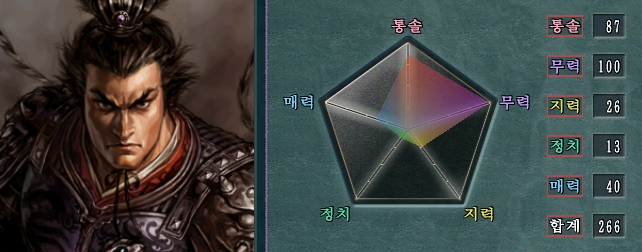 통솔
매력
무력
정치
지력
통솔 87
무력 100
지력 26
정치 13
매력 40
합계 266